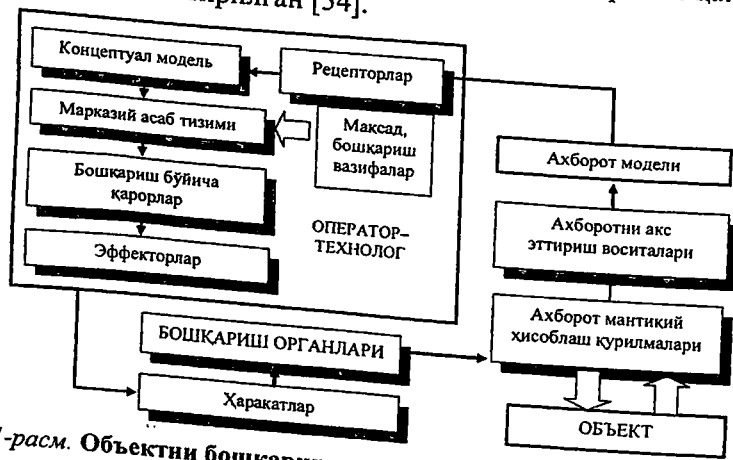 [54].
Концептуал модель
Рецепторлар
Марказий асаб тизими
Мақсад,
бошқариш
вазифалар
Бошқариш бўйича
қарорлар
ОПЕРАТОР–
ТЕХНОЛОГ
Эффекторлар
Ахборот модели
Ахборотни акс
эттириш воситалари
Ахборот мантиқий
ҳисоблаш қурилмалари
БОШҚАРИШ ОРГАНЛАРИ
Ҳаракатлар
ОБЪЕКТ
-расм. Объектни